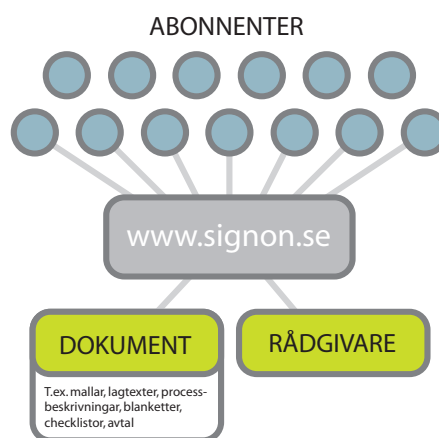 ABONNENTER
www.signon.se
DOKUMENT
RÅDGIVARE
T.ex. mallar, lagtexter, process-
beskrivningar, blanketter,
checklistor, avtal